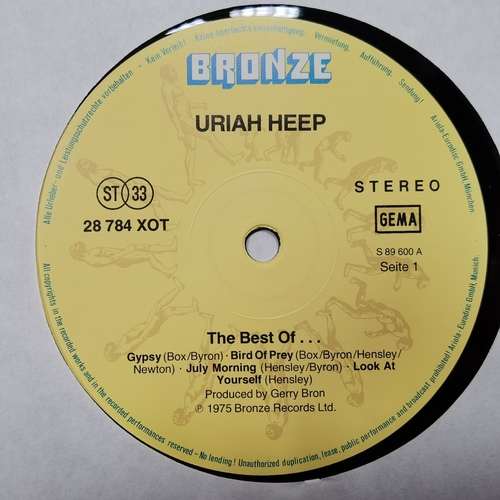 BRONZE
URIAH HEEP
ST 33
28 784 XOT
STEREO
GEMA
S 89 600 A
Seite 1
The Best Of . . .
Gypsy (Box/Byron) · Bird Of Prey (Box/Byron/Hensley/
Newton) · July Morning (Hensley/Byron) · Look At
Yourself (Hensley)
Produced by Gerry Bron
℗ 1975 Bronze Records Ltd.
Alle Urheber- und Leistungsschutzrechte vorbehalten – Kein Verleih! Keine unerlaubte Vervielfältigung, Vermietung, Aufführung, Sendung! Ariola-Eurodisc GmbH, München
All copyrights in the recorded works and in the recorded performances reserved – No lending! Unauthorized duplication, lease, public performance and broadcast prohibited! Ariola-Eurodisc GmbH, Munich